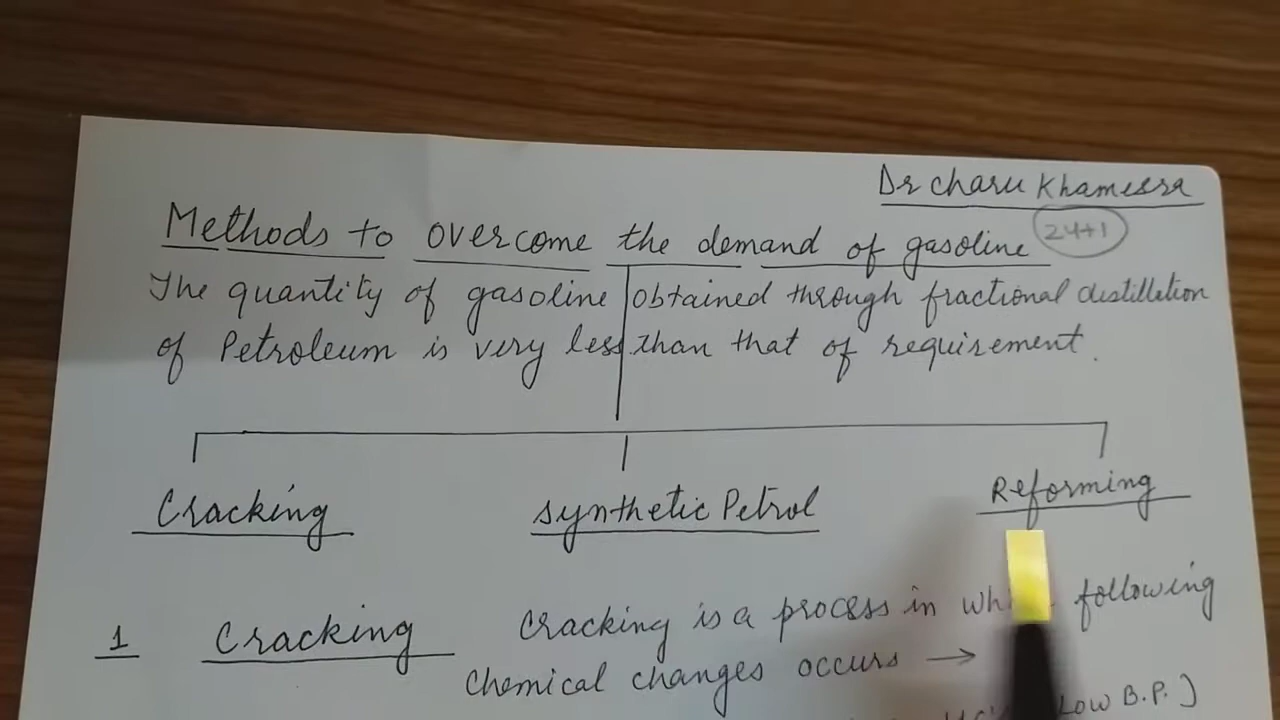 Dr Charu Khameera
Methods to overcome the demand of gasoline 24+1
The quantity of gasoline obtained through fractional distillation
of Petroleum is very less than that of requirement.
Cracking synthetic Petrol Reforming
1 Cracking Cracking is a process in following
Chemical changes occurs →
Low B.P.]